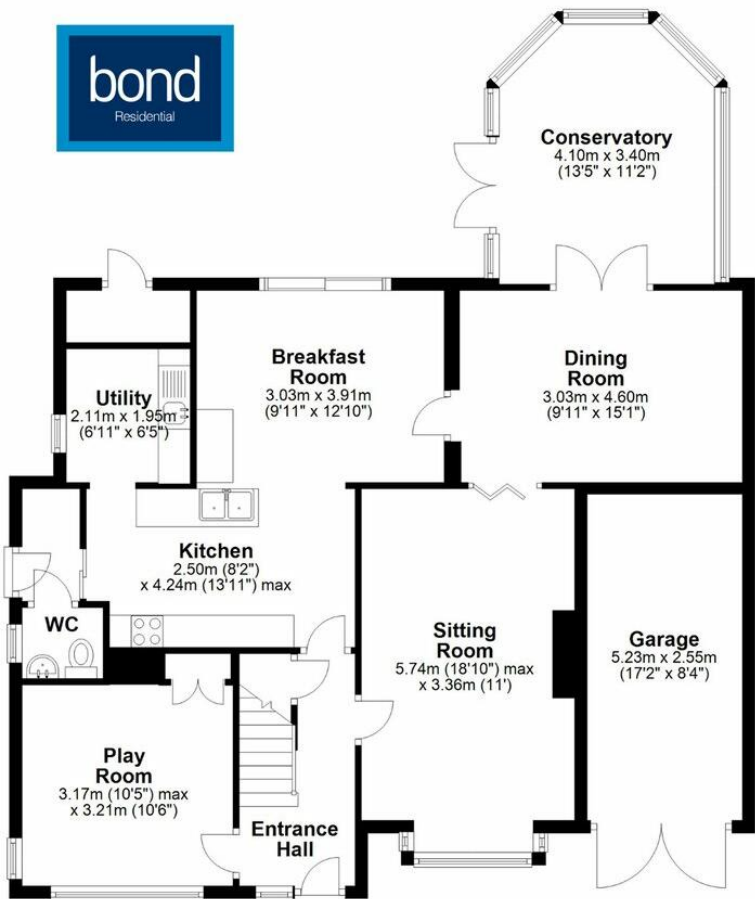 bond
Residential
Conservatory
4.10m x 3.40m
(13'5" x 11'2")
Breakfast
Room
3.03m x 3.91m
(9'11" x 12'10")
Dining
Room
3.03m x 4.60m
(9'11" x 15'1")
Utility
2.11m x 1.95m
(6'11" x 6'5")
Kitchen
2.50m (8'2")
x 4.24m (13'11") max
WC
Sitting
Room
5.74m (18'10") max
x 3.36m (11')
Garage
5.23m x 2.55m
(17'2" x 8'4")
Play
Room
3.17m (10'5") max
x 3.21m (10'6")
Entrance
Hall